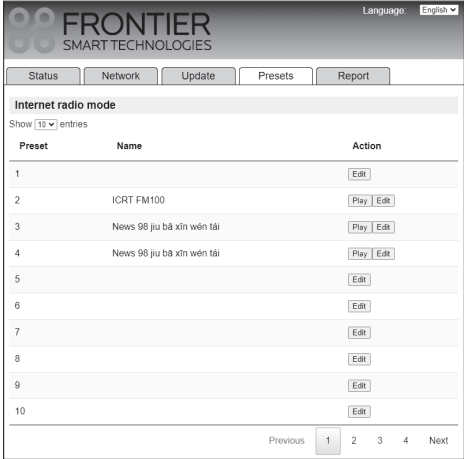 Language: English
FRONTIER
SMART TECHNOLOGIES
Status Network Update Presets Report
Internet radio mode
Show 10 entries
Preset Name Action
1 Edit
2 ICRT FM100 Play Edit
3 News 98 jiu bā xīn wén tái Play Edit
4 News 98 jiu bā xīn wén tái Play Edit
5 Edit
6 Edit
7 Edit
8 Edit
9 Edit
10 Edit
Previous 1 2 3 4 Next